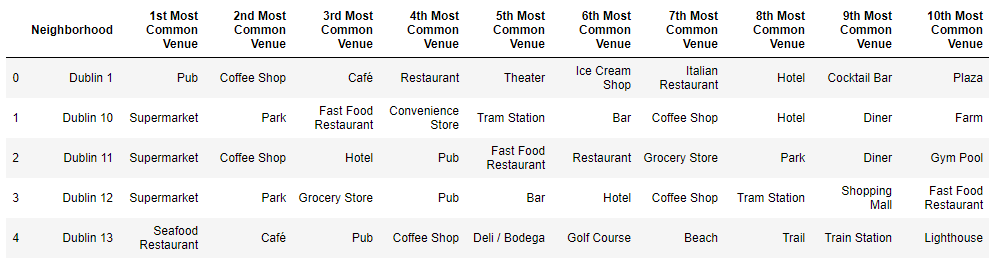 Neighborhood 1st Most Common Venue 2nd Most Common Venue 3rd Most Common Venue 4th Most Common Venue 5th Most Common Venue 6th Most Common Venue 7th Most Common Venue 8th Most Common Venue 9th Most Common Venue 10th Most Common Venue
0 Dublin 1 Pub Coffee Shop Café Restaurant Theater Ice Cream Shop Italian Restaurant Hotel Cocktail Bar Plaza
1 Dublin 10 Supermarket Park Fast Food Restaurant Convenience Store Tram Station Bar Coffee Shop Hotel Diner Farm
2 Dublin 11 Supermarket Coffee Shop Hotel Pub Fast Food Restaurant Restaurant Grocery Store Park Diner Gym Pool
3 Dublin 12 Supermarket Park Grocery Store Pub Bar Hotel Coffee Shop Tram Station Shopping Mall Fast Food Restaurant
4 Dublin 13 Seafood Restaurant Café Pub Coffee Shop Deli / Bodega Golf Course Beach Trail Train Station Lighthouse